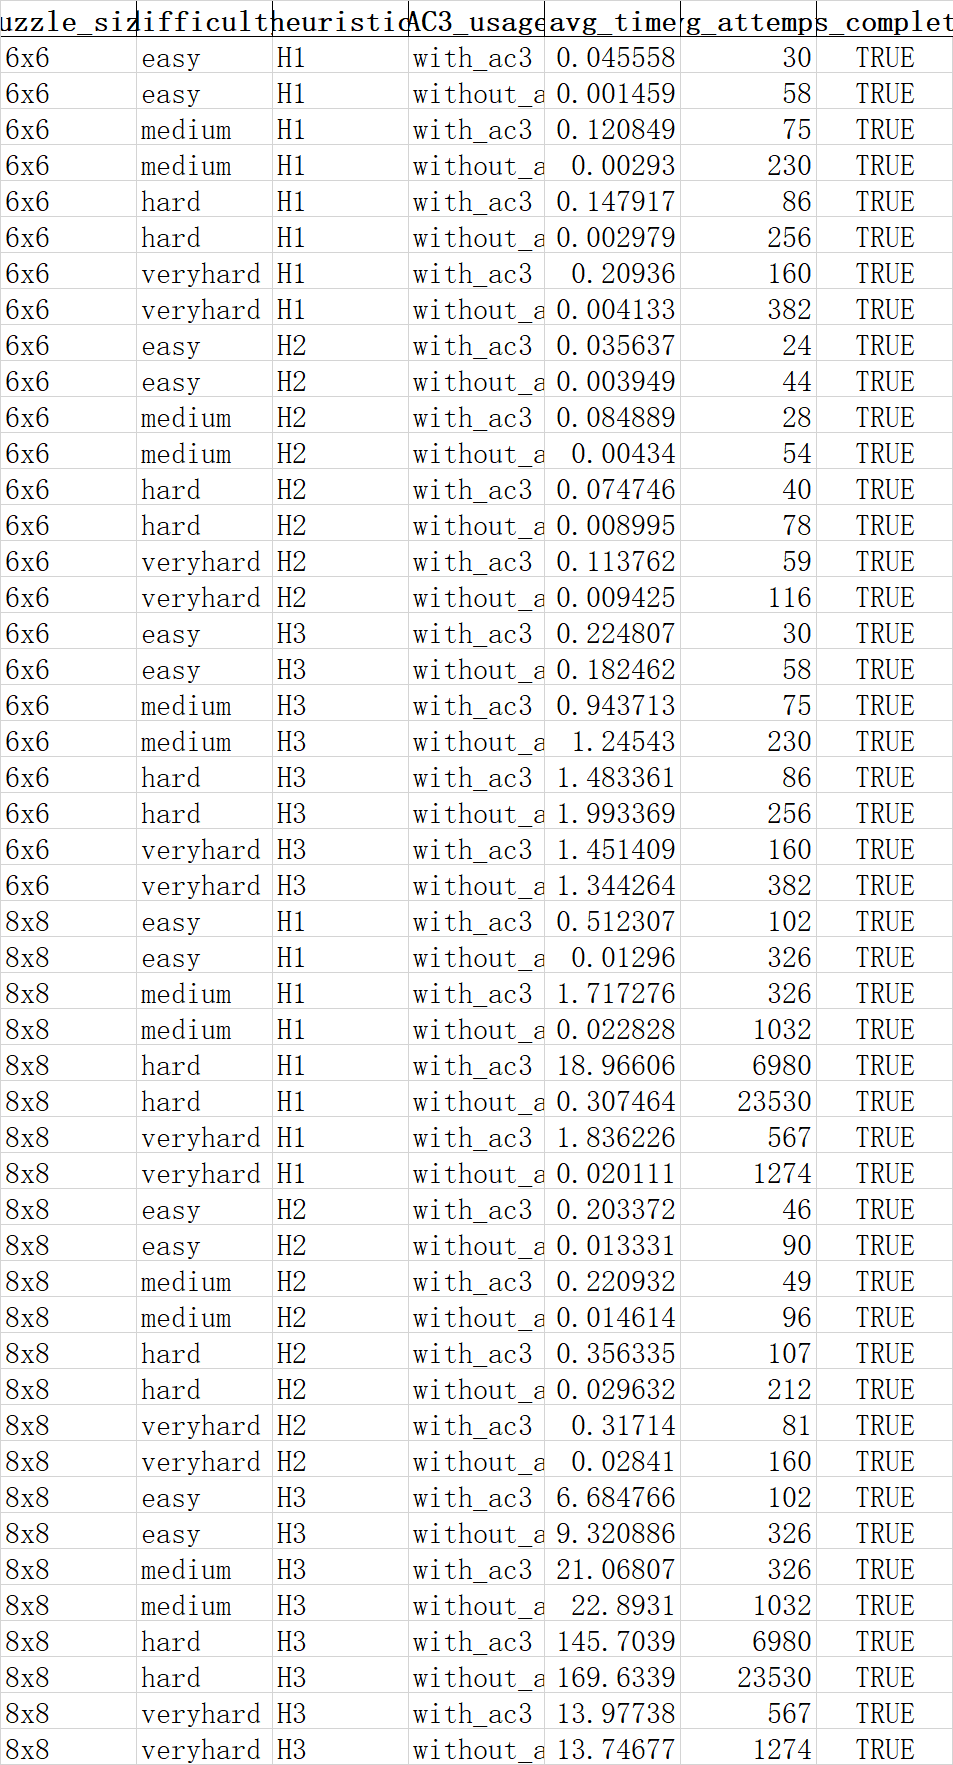 uzzle_siz ifficult heuristic AC3_usage avg_time g_attemp s_complet
6x6 easy H1 with_ac3 0.045558 30 TRUE
6x6 easy H1 without_a 0.001459 58 TRUE
6x6 medium H1 with_ac3 0.120849 75 TRUE
6x6 medium H1 without_a 0.00293 230 TRUE
6x6 hard H1 with_ac3 0.147917 86 TRUE
6x6 hard H1 without_a 0.002979 256 TRUE
6x6 veryhard H1 with_ac3 0.20936 160 TRUE
6x6 veryhard H1 without_a 0.004133 382 TRUE
6x6 easy H2 with_ac3 0.035637 24 TRUE
6x6 easy H2 without_a 0.003949 44 TRUE
6x6 medium H2 with_ac3 0.084889 28 TRUE
6x6 medium H2 without_a 0.00434 54 TRUE
6x6 hard H2 with_ac3 0.074746 40 TRUE
6x6 hard H2 without_a 0.008995 78 TRUE
6x6 veryhard H2 with_ac3 0.113762 59 TRUE
6x6 veryhard H2 without_a 0.009425 116 TRUE
6x6 easy H3 with_ac3 0.224807 30 TRUE
6x6 easy H3 without_a 0.182462 58 TRUE
6x6 medium H3 with_ac3 0.943713 75 TRUE
6x6 medium H3 without_a 1.24543 230 TRUE
6x6 hard H3 with_ac3 1.483361 86 TRUE
6x6 hard H3 without_a 1.993369 256 TRUE
6x6 veryhard H3 with_ac3 1.451409 160 TRUE
6x6 veryhard H3 without_a 1.344264 382 TRUE
8x8 easy H1 with_ac3 0.512307 102 TRUE
8x8 easy H1 without_a 0.01296 326 TRUE
8x8 medium H1 with_ac3 1.717276 326 TRUE
8x8 medium H1 without_a 0.022828 1032 TRUE
8x8 hard H1 with_ac3 18.96606 6980 TRUE
8x8 hard H1 without_a 0.307464 23530 TRUE
8x8 veryhard H1 with_ac3 1.836226 567 TRUE
8x8 veryhard H1 without_a 0.020111 1274 TRUE
8x8 easy H2 with_ac3 0.203372 46 TRUE
8x8 easy H2 without_a 0.013331 90 TRUE
8x8 medium H2 with_ac3 0.220932 49 TRUE
8x8 medium H2 without_a 0.014614 96 TRUE
8x8 hard H2 with_ac3 0.356335 107 TRUE
8x8 hard H2 without_a 0.029632 212 TRUE
8x8 veryhard H2 with_ac3 0.31714 81 TRUE
8x8 veryhard H2 without_a 0.02841 160 TRUE
8x8 easy H3 with_ac3 6.684766 102 TRUE
8x8 easy H3 without_a 9.320886 326 TRUE
8x8 medium H3 with_ac3 21.06807 326 TRUE
8x8 medium H3 without_a 22.8931 1032 TRUE
8x8 hard H3 with_ac3 145.7039 6980 TRUE
8x8 hard H3 without_a 169.6339 23530 TRUE
8x8 veryhard H3 with_ac3 13.97738 567 TRUE
8x8 veryhard H3 without_a 13.74677 1274 TRUE